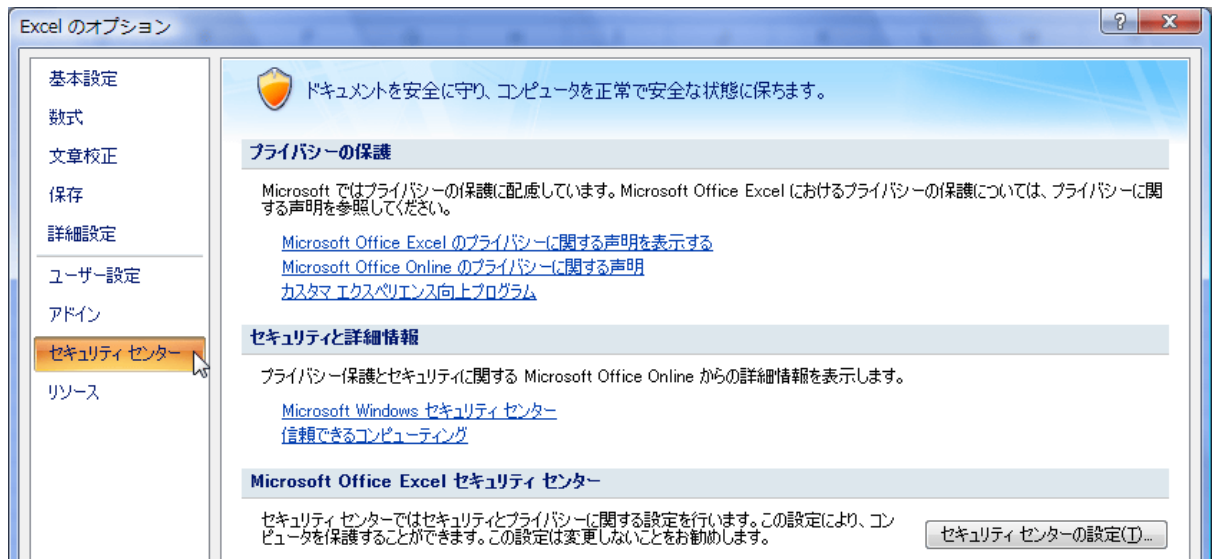 Excel のオプション
基本設定
数式
文章校正
保存
詳細設定
ユーザー設定
アドイン
セキュリティ センター
リソース
ドキュメントを安全に守り、コンピュータを正常で安全な状態に保ちます。
プライバシーの保護
Microsoft ではプライバシーの保護に配慮しています。Microsoft Office Excel におけるプライバシーの保護については、プライバシーに関
する声明を参照してください。
Microsoft Office Excel のプライバシーに関する声明を表示する
Microsoft Office Online のプライバシーに関する声明
カスタマ エクスペリエンス向上プログラム
セキュリティと詳細情報
プライバシー保護とセキュリティに関する Microsoft Office Online からの詳細情報を表示します。
Microsoft Windows セキュリティ センター
信頼できるコンピューティング
Microsoft Office Excel セキュリティ センター
セキュリティ センターではセキュリティとプライバシーに関する設定を行います。この設定により、コン
ピュータを保護することができます。この設定は変更しないことをお勧めします。
セキュリティ センターの設定(T)...